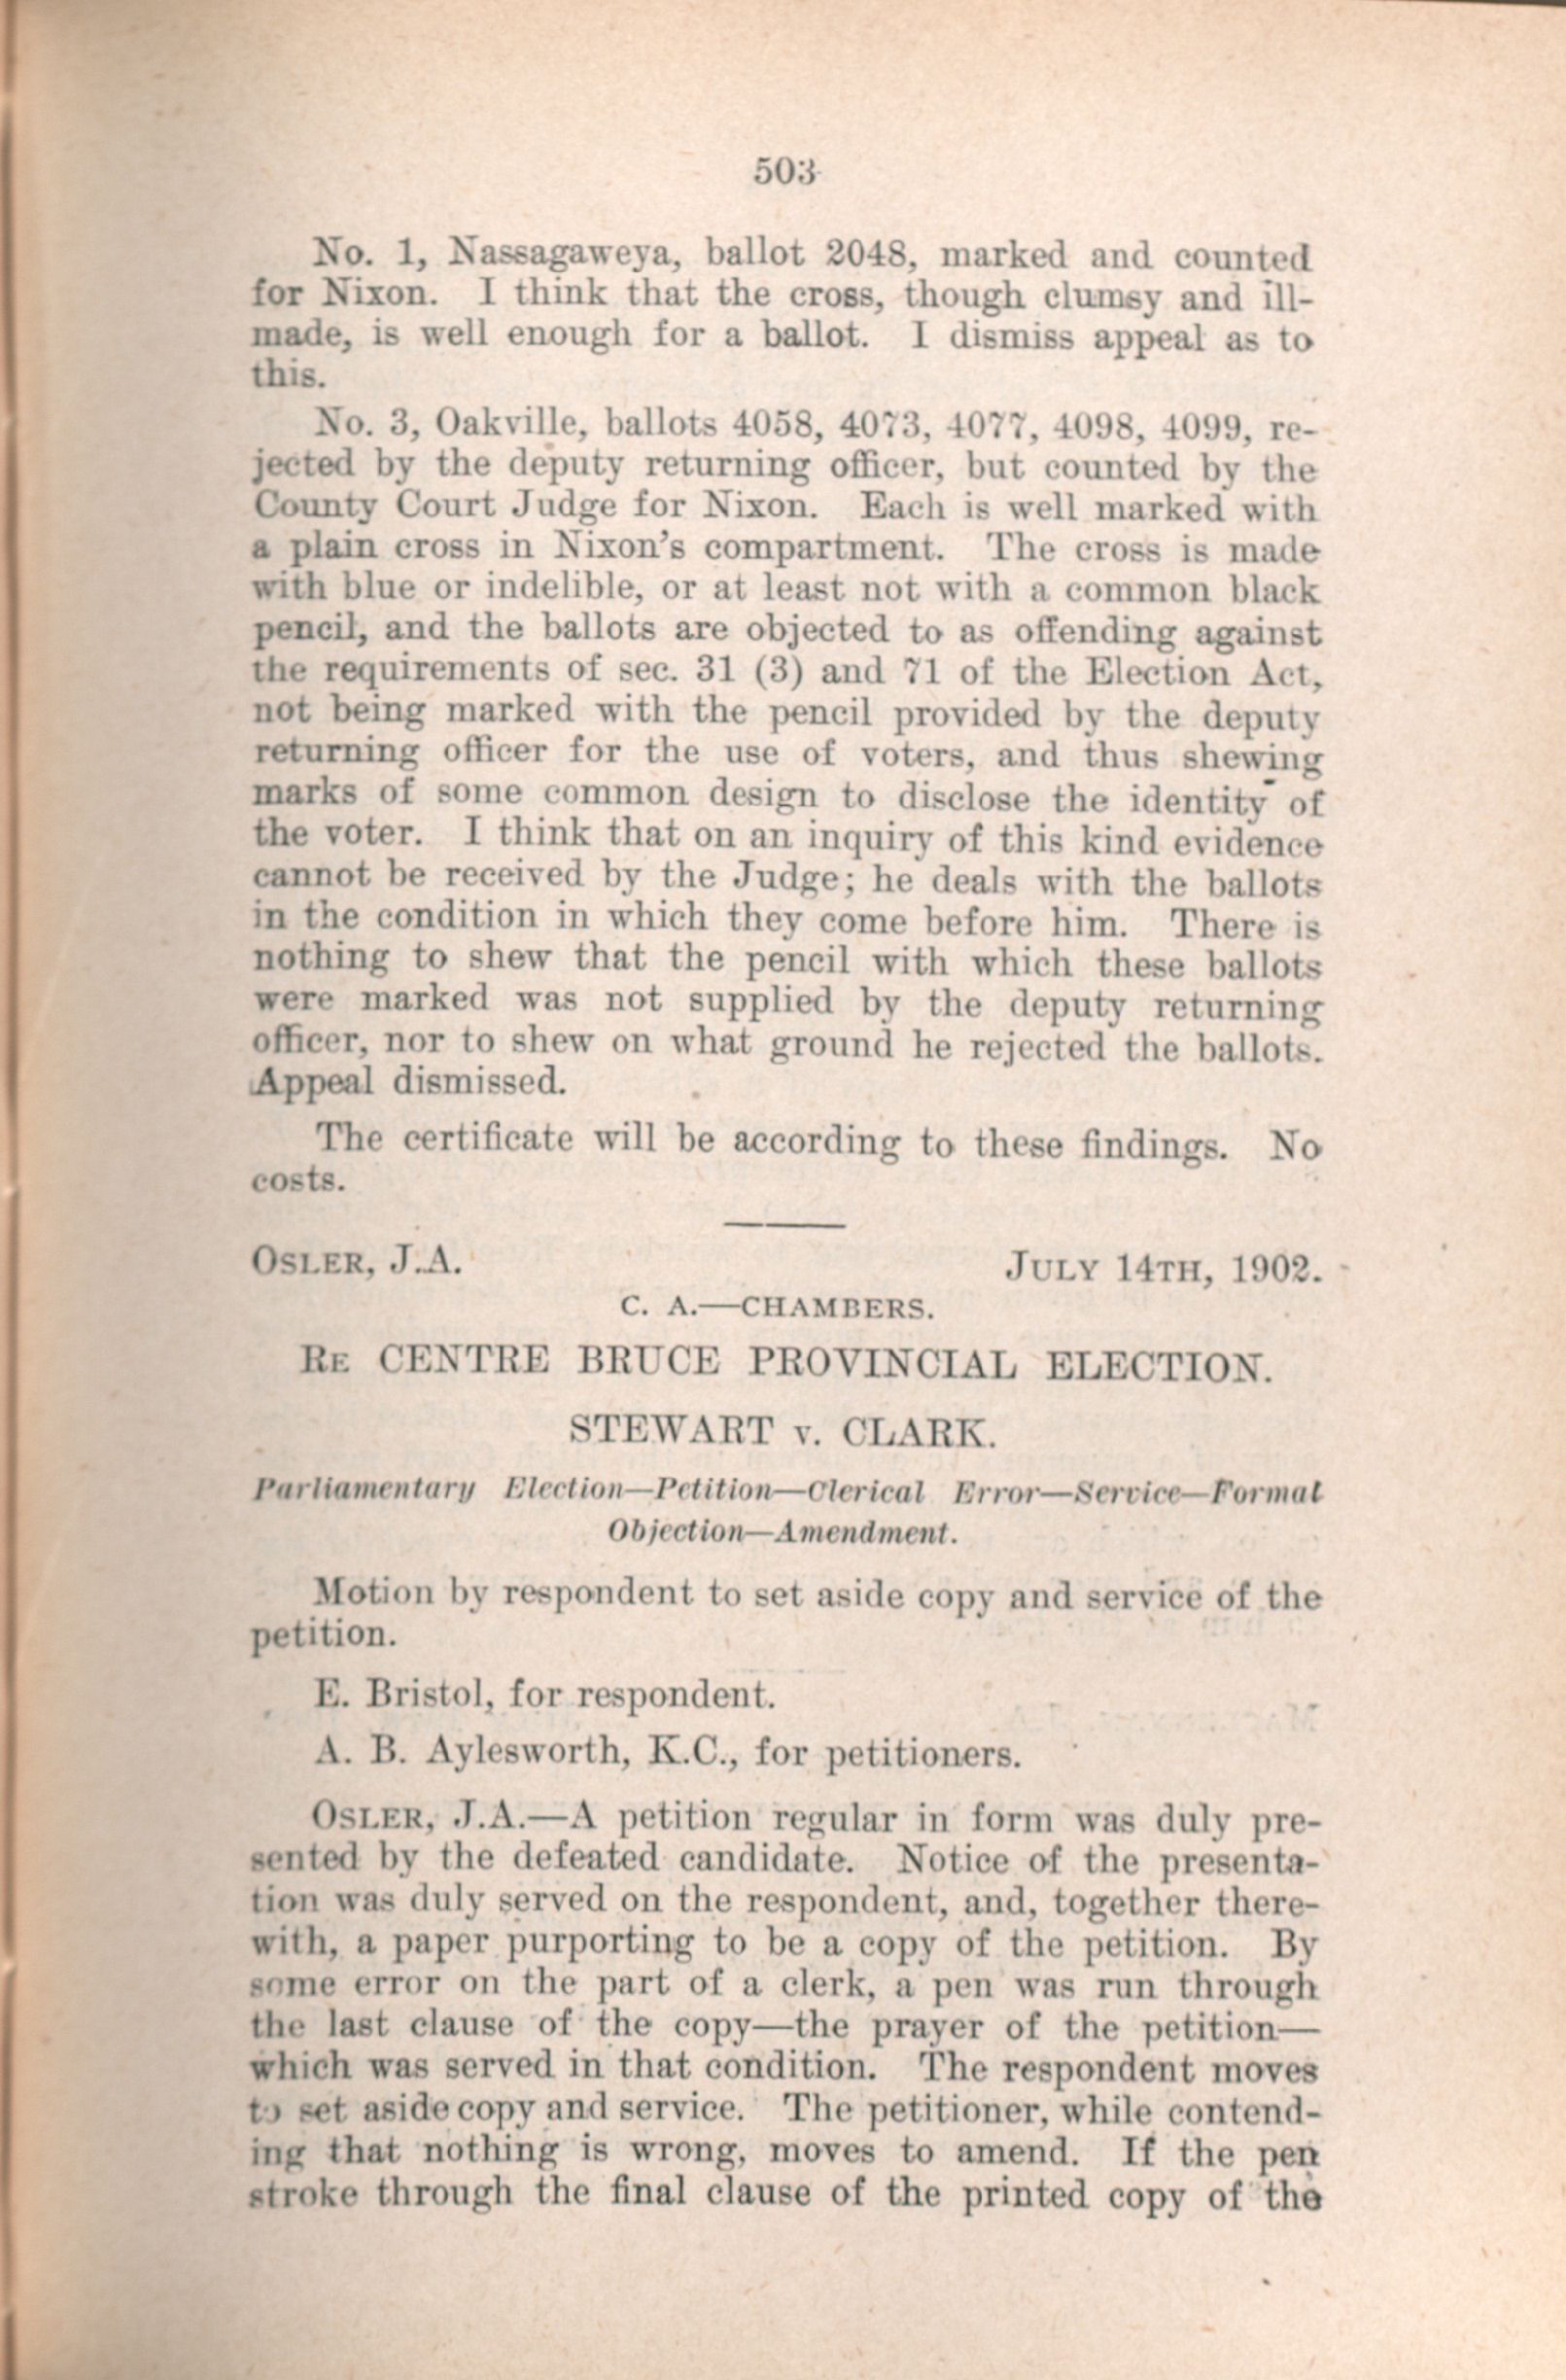 503
No. 1, Nassagaweya, ballot 2048, marked and counted
for Nixon. I think that the cross, though clumsy and ill-
made, is well enough for a ballot. I dismiss appeal as to
this.
No. 3, Oakville, ballots 4058, 4073, 4077, 4098, 4099, re-
jected by the deputy returning officer, but counted by the
County Court Judge for Nixon. Each is well marked with
a plain cross in Nixon's compartment. The cross is made
with blue or indelible, or at least not with a common black
pencil, and the ballots are objected to as offending against
the requirements of sec. 31 (3) and 71 of the Election Act,
not being marked with the pencil provided by the deputy
returning officer for the use of voters, and thus shewing
marks of some common design to disclose the identity of
the voter. I think that on an inquiry of this kind evidence
cannot be received by the Judge; he deals with the ballots
in the condition in which they come before him. There is
nothing to shew that the pencil with which these ballots
were marked was not supplied by the deputy returning
officer, nor to shew on what ground he rejected the ballots.
Appeal dismissed.
The certificate will be according to these findings. No
costs.
OSLER, J.A. JULY 14TH, 1902.
C. A.—CHAMBERS.
RE CENTRE BRUCE PROVINCIAL ELECTION.
STEWART v. CLARK.
Parliamentary Election—Petition—Clerical Error—Service—Formal
Objection—Amendment.
Motion by respondent to set aside copy and service of the
petition.
E. Bristol, for respondent.
A. B. Aylesworth, K.C., for petitioners.
OSLER, J.A.—A petition regular in form was duly pre-
sented by the defeated candidate. Notice of the presenta-
tion was duly served on the respondent, and, together there-
with, a paper purporting to be a copy of the petition. By
some error on the part of a clerk, a pen was run through
the last clause of the copy—the prayer of the petition—
which was served in that condition. The respondent moves
to set aside copy and service. The petitioner, while contend-
ing that nothing is wrong, moves to amend. If the pen
stroke through the final clause of the printed copy of the